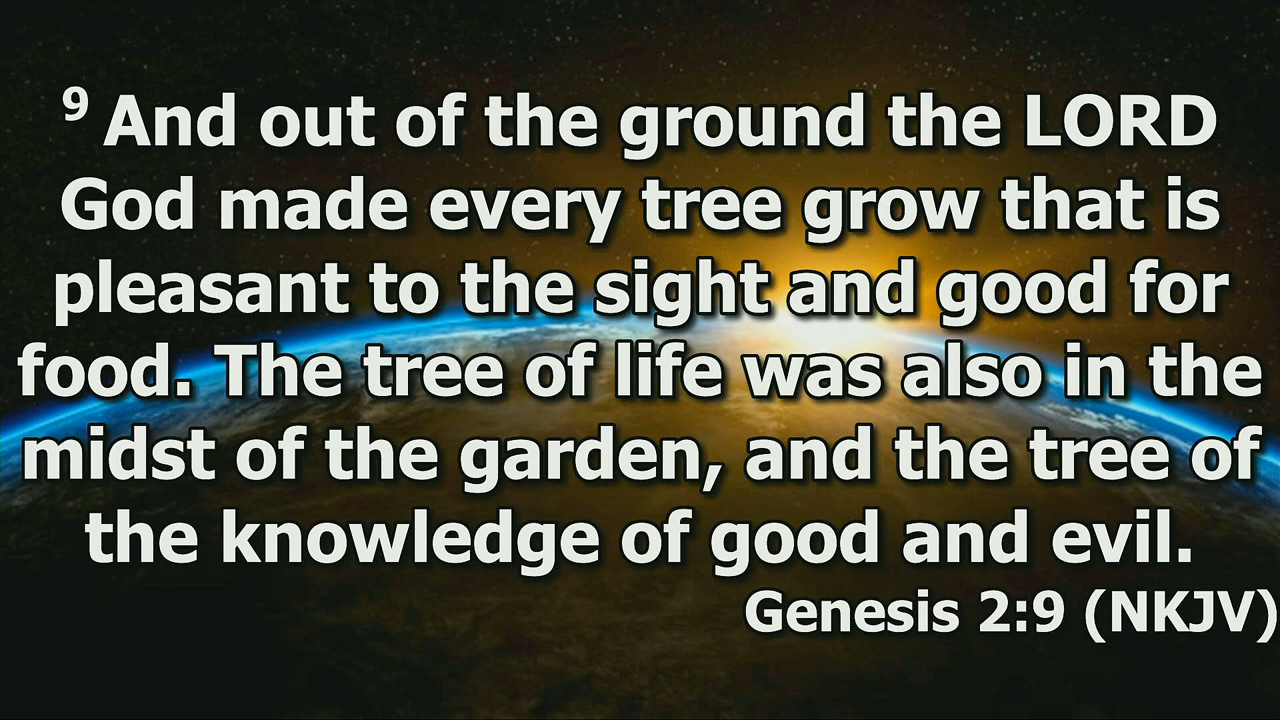 9 And out of the ground the LORD
God made every tree grow that is
pleasant to the sight and good for
food. The tree of life was also in the
midst of the garden, and the tree of
the knowledge of good and evil.
Genesis 2:9 (NKJV)